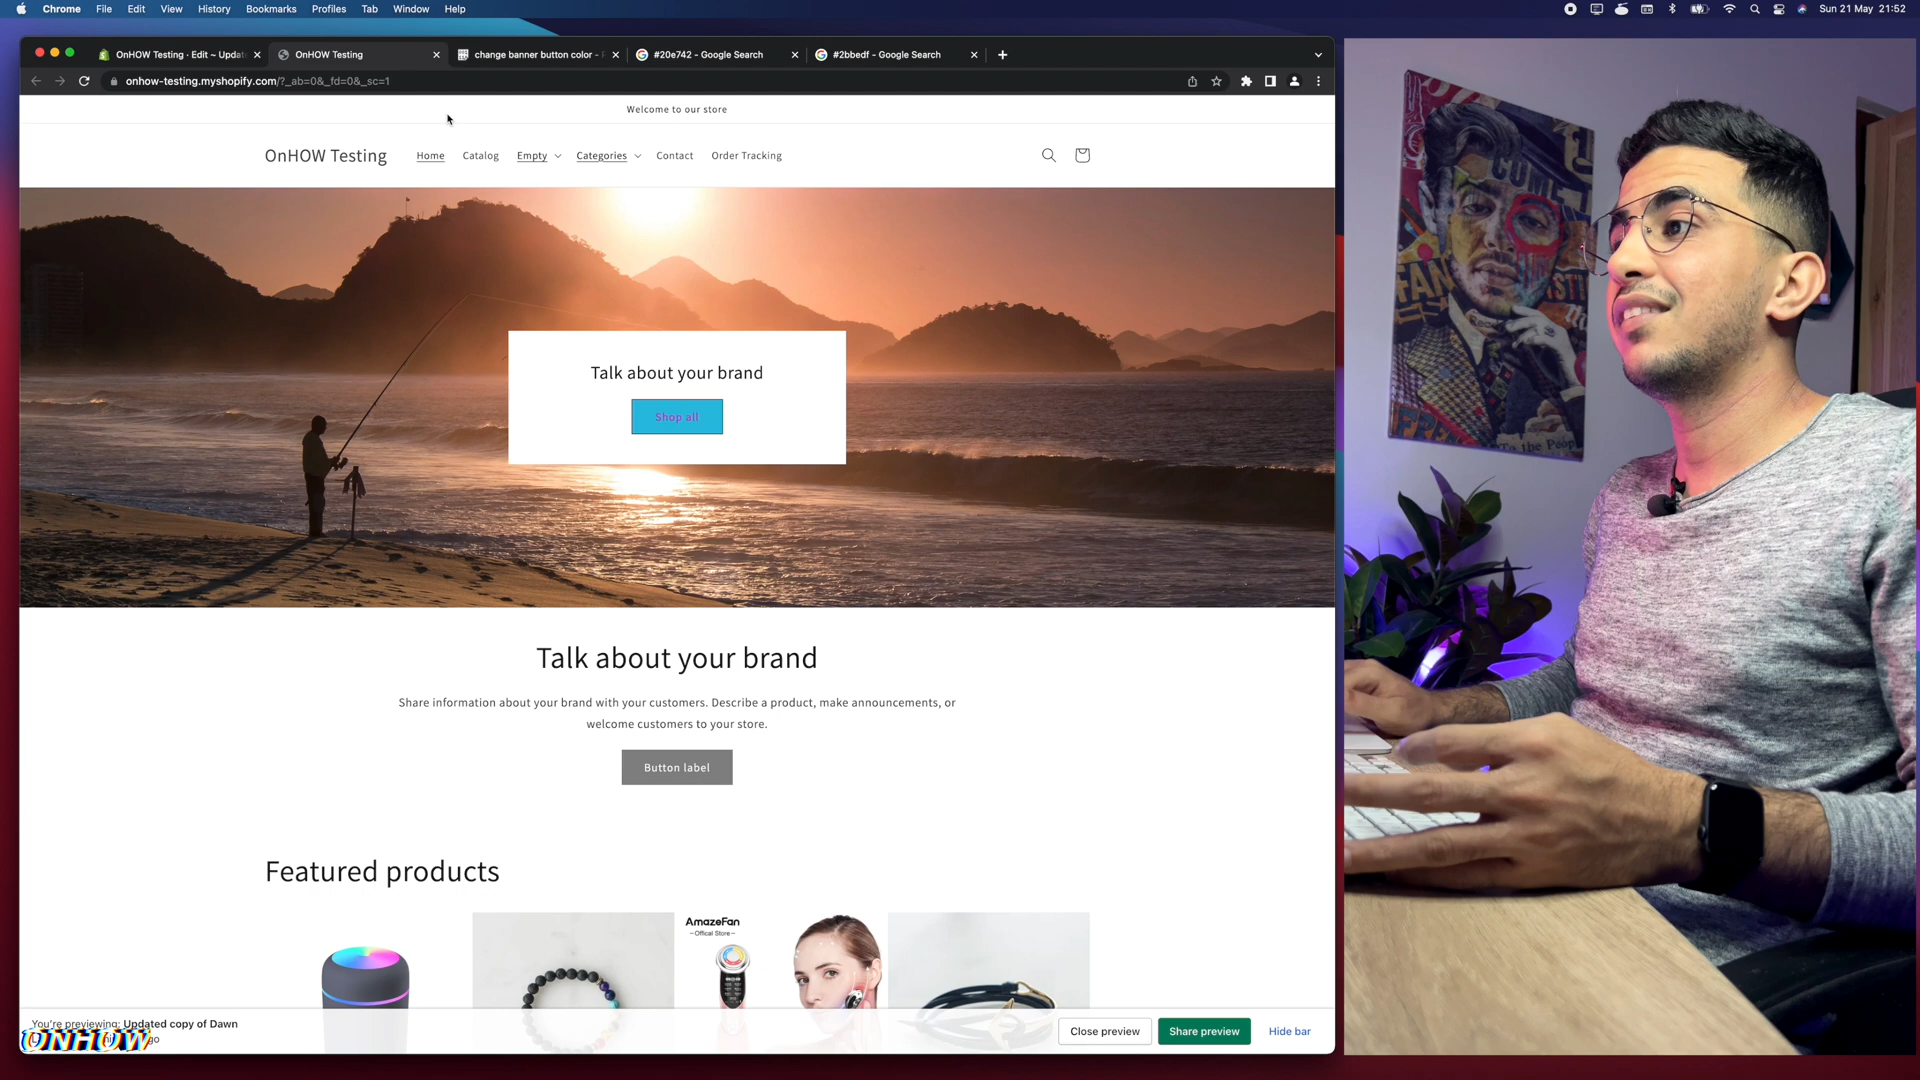 Chrome File Edit View History Bookmarks Profiles Tab Window Help Sun 21 May 21:52
OnHOW Testing · Edit ~ Updat OnHOW Testing change banner button color - #20e742 - Google Search #2bbedf - Google Search
onhow-testing.myshopify.com/?_ab=0&_fd=0&_sc=1
Welcome to our store
OnHOW Testing Home Catalog Empty Categories Contact Order Tracking
Talk about your brand
Shop all
Talk about your brand
Share information about your brand with your customers. Describe a product, make announcements, or
welcome customers to your store.
Button label
Featured products
AmazeFan
~Offical Store~
You're previewing: Updated copy of Dawn
ONHOW
Close preview Share preview Hide bar